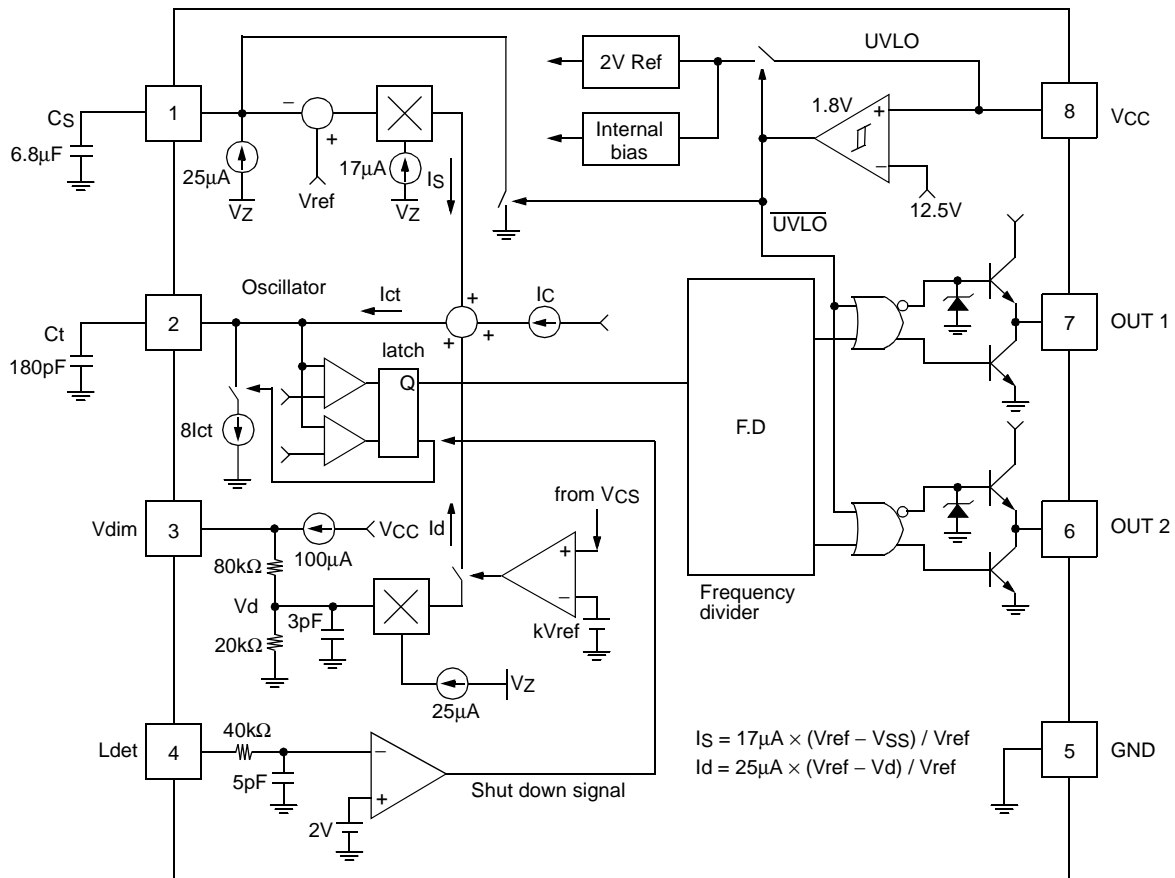 UVLO
2V Ref
1.8V
8
VCC
Internal
bias
12.5V
UVLO
CS
6.8µF
1
25µA
VZ
−
+
Vref
17µA
VZ
IS
+
−
Oscillator
Ict
IC
+
+
+
Ct
180pF
2
latch
Q
8Ict
F.D
Frequency
divider
7
OUT 1
6
OUT 2
Vdim
3
VCC
100µA
80kΩ
Vd
20kΩ
3pF
Id
from VCS
+
−
kVref
VZ
25µA
Ldet
4
40kΩ
5pF
−
+
2V
Shut down signal
IS = 17µA × (Vref – VSS) / Vref
Id = 25µA × (Vref – Vd) / Vref
5
GND